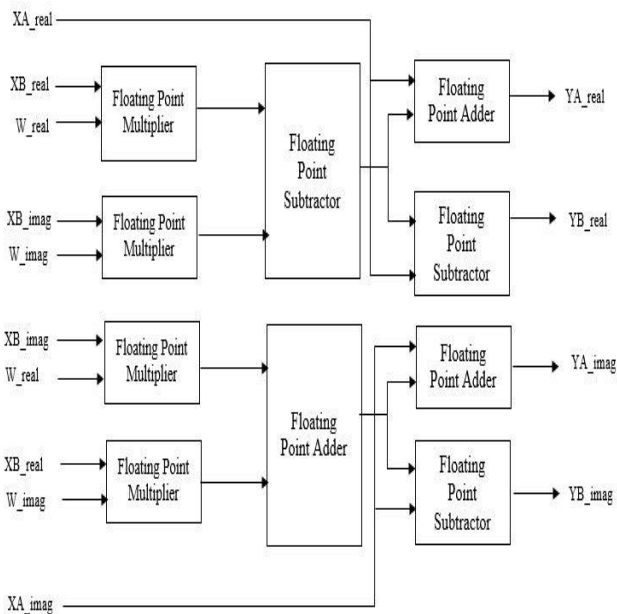 XA_real
XB_real
W_real
Floating Point
Multiplier
XB_imag
W_imag
Floating Point
Multiplier
Floating
Point
Subtractor
Floating
Point Adder
YA_real
Floating
Point
Subtractor
YB_real
XB_imag
W_real
Floating Point
Multiplier
XB_real
W_imag
Floating Point
Multiplier
Floating
Point Adder
Floating
Point Adder
YA_imag
Floating
Point
Subtractor
YB_imag
XA_imag